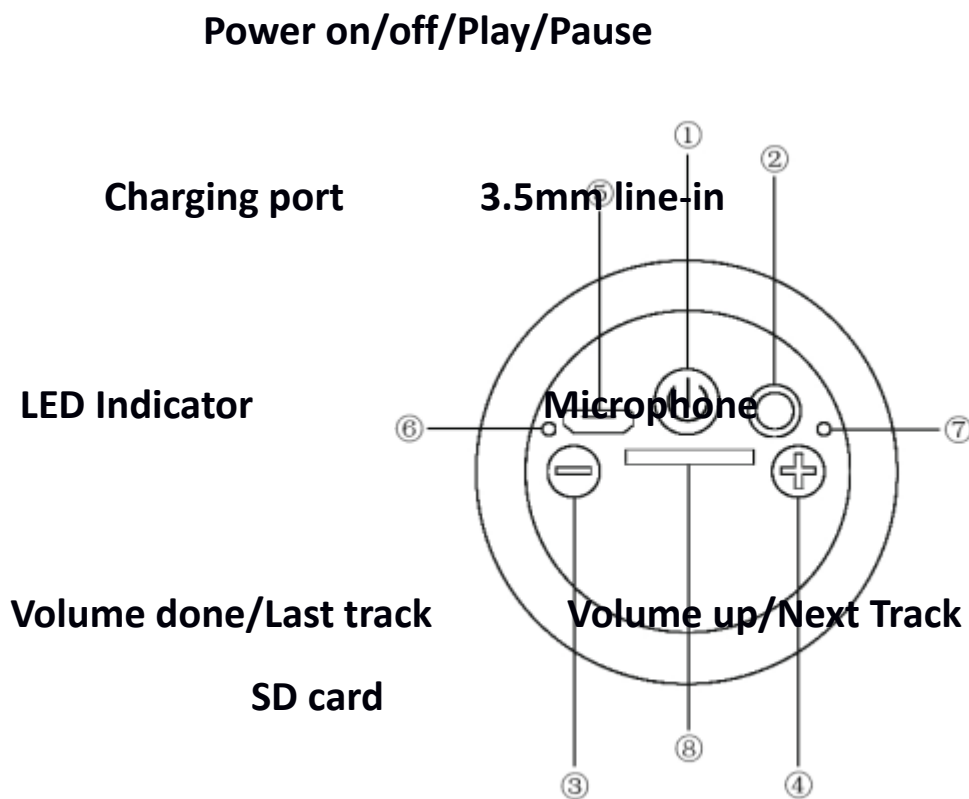 Power on/off/Play/Pause
①
②
Charging port
⑤
3.5mm line-in
LED Indicator
Microphone
⑥
⑦
Volume done/Last track
Volume up/Next Track
SD card
⑧
③
④